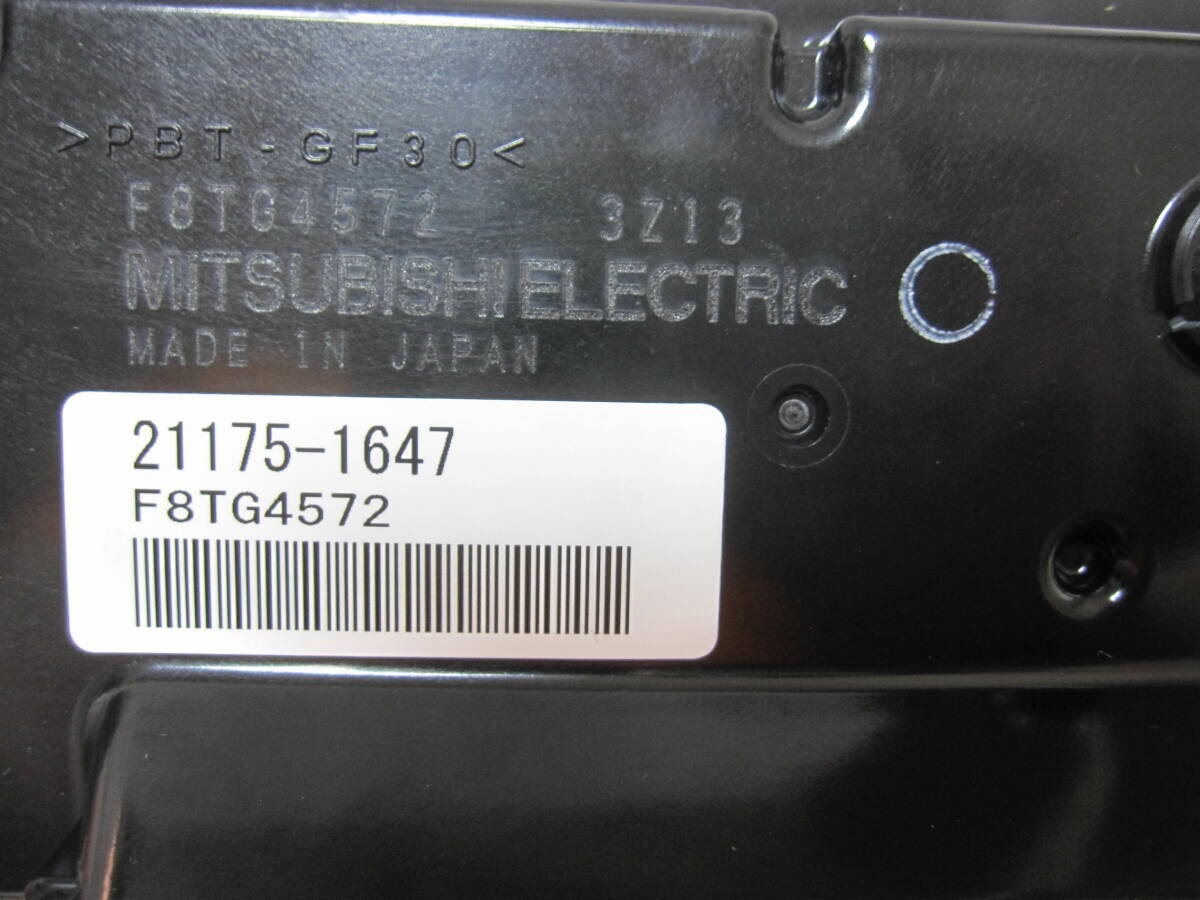 >PBT-GF30<
F8TG4572 3Z13
MITSUBISHI ELECTRIC
MADE IN JAPAN
21175-1647
F8TG4572